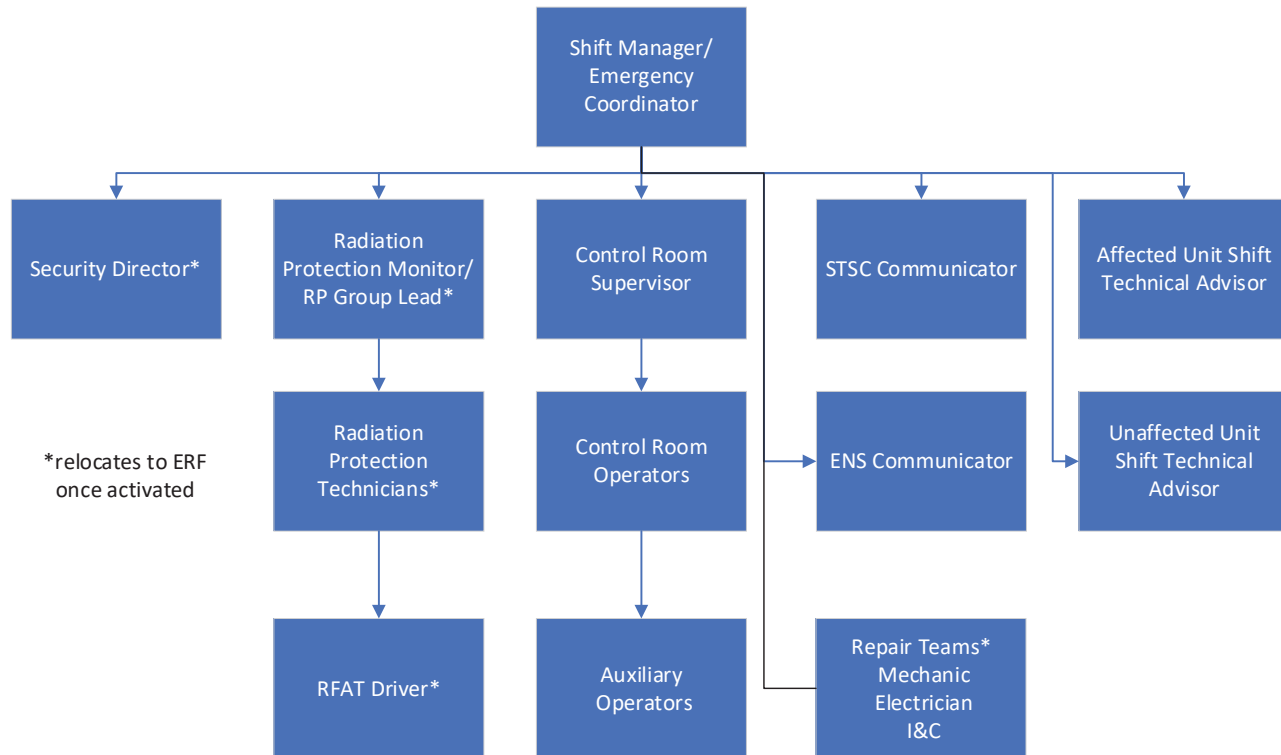 Shift Manager/
Emergency
Coordinator
Security Director*
Radiation
Protection Monitor/
RP Group Lead*
Control Room
Supervisor
STSC Communicator
Affected Unit Shift
Technical Advisor
*relocates to ERF
once activated
Radiation
Protection
Technicians*
Control Room
Operators
ENS Communicator
Unaffected Unit
Shift Technical
Advisor
RFAT Driver*
Auxiliary
Operators
Repair Teams*
Mechanic
Electrician
I&C